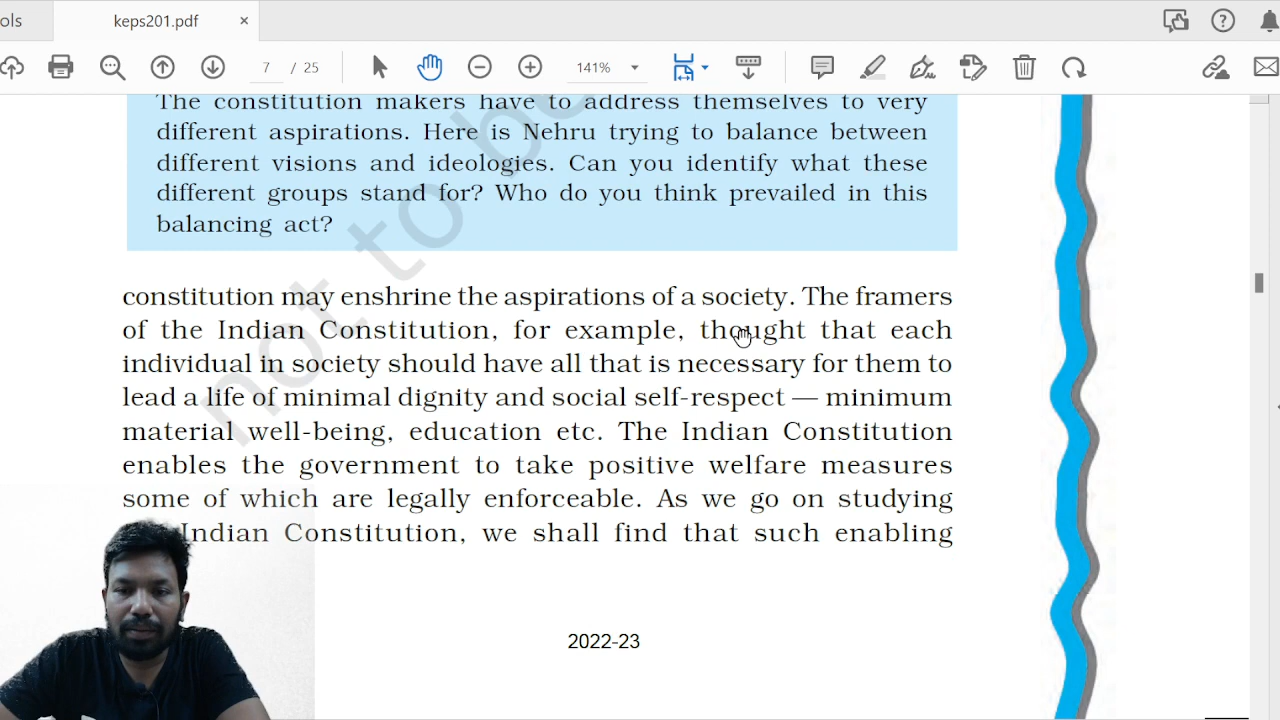 ols
keps201.pdf ×
7 / 25
141%
The constitution makers have to address themselves to very
different aspirations. Here is Nehru trying to balance between
different visions and ideologies. Can you identify what these
different groups stand for? Who do you think prevailed in this
balancing act?
constitution may enshrine the aspirations of a society. The framers
of the Indian Constitution, for example, thought that each
individual in society should have all that is necessary for them to
lead a life of minimal dignity and social self-respect — minimum
material well-being, education etc. The Indian Constitution
enables the government to take positive welfare measures
some of which are legally enforceable. As we go on studying
Indian Constitution, we shall find that such enabling
not to be
2022-23